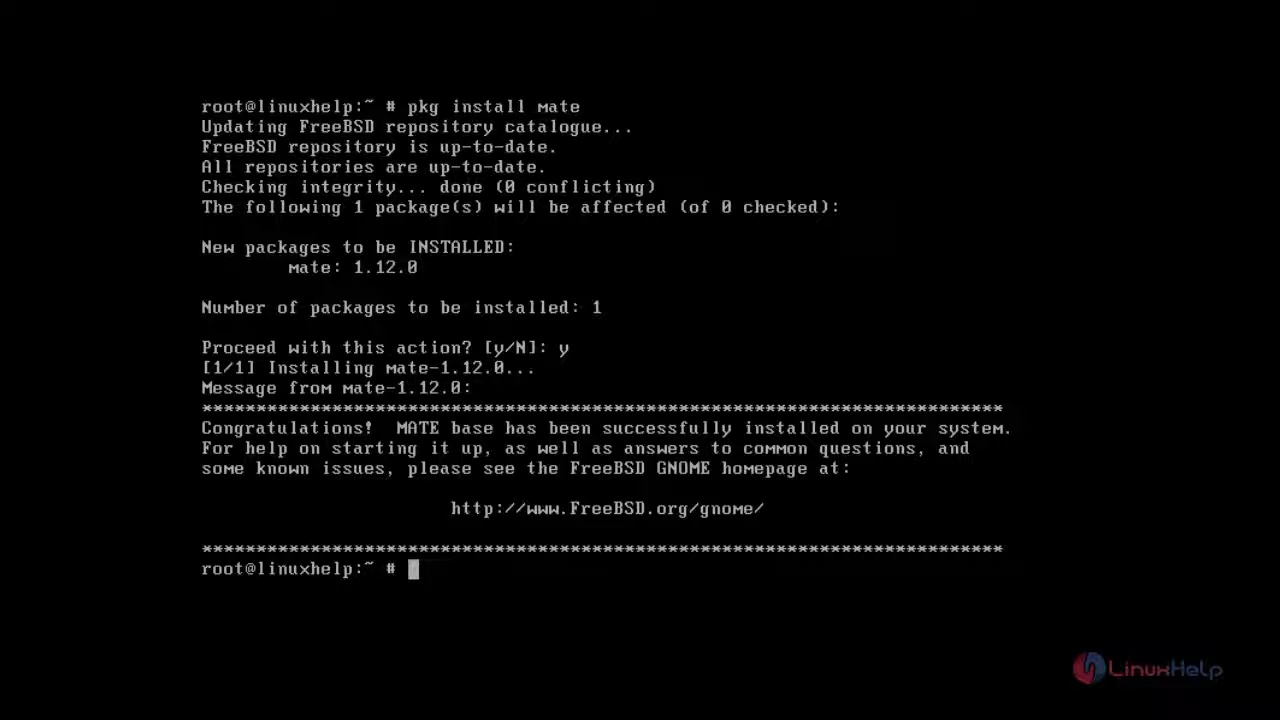 root@linuxhelp:~ # pkg install mate
Updating FreeBSD repository catalogue...
FreeBSD repository is up-to-date.
All repositories are up-to-date.
Checking integrity... done (0 conflicting)
The following 1 package(s) will be affected (of 0 checked):
New packages to be INSTALLED:
mate: 1.12.0
Number of packages to be installed: 1
Proceed with this action? [y/N]: y
[1/1] Installing mate-1.12.0...
Message from mate-1.12.0:
**************************************************************************
Congratulations!  MATE base has been successfully installed on your system.
For help on starting it up, as well as answers to common questions, and
some known issues, please see the FreeBSD GNOME homepage at:
http://www.FreeBSD.org/gnome/
**************************************************************************
root@linuxhelp:~ #
LinuxHelp